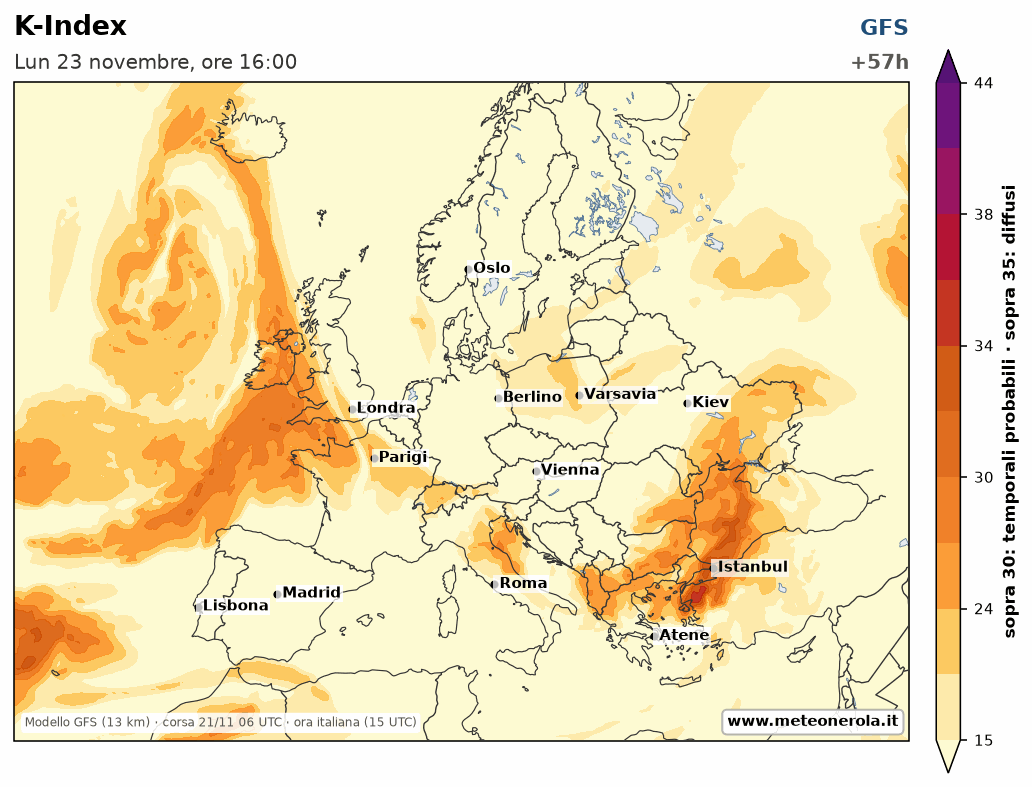 K-Index
GFS
Lun 23 novembre, ore 16:00
+57h
44
38
34
30
24
15
sopra 30: temporali probabili · sopra 35: diffusi
Oslo
Londra
Berlino
Varsavia
Kiev
Parigi
Vienna
Istanbul
Roma
Madrid
Lisbona
Atene
Modello GFS (13 km) · corsa 21/11 06 UTC · ora italiana (15 UTC)
www.meteonerola.it